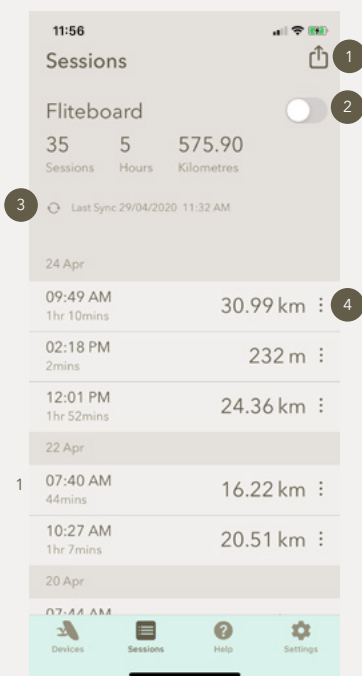 11:56
Sessions
1
Fliteboard
2
35 5 575.90
Sessions Hours Kilometres
3 Last Sync 29/04/2020 11:32 AM
24 Apr
09:49 AM 30.99 km 4
1hr 10mins
02:18 PM 232 m
2mins
12:01 PM 24.36 km
1hr 52mins
22 Apr
1 07:40 AM 16.22 km
44mins
10:27 AM 20.51 km
1hr 7mins
20 Apr
07:44 AM
Devices Sessions Help Settings